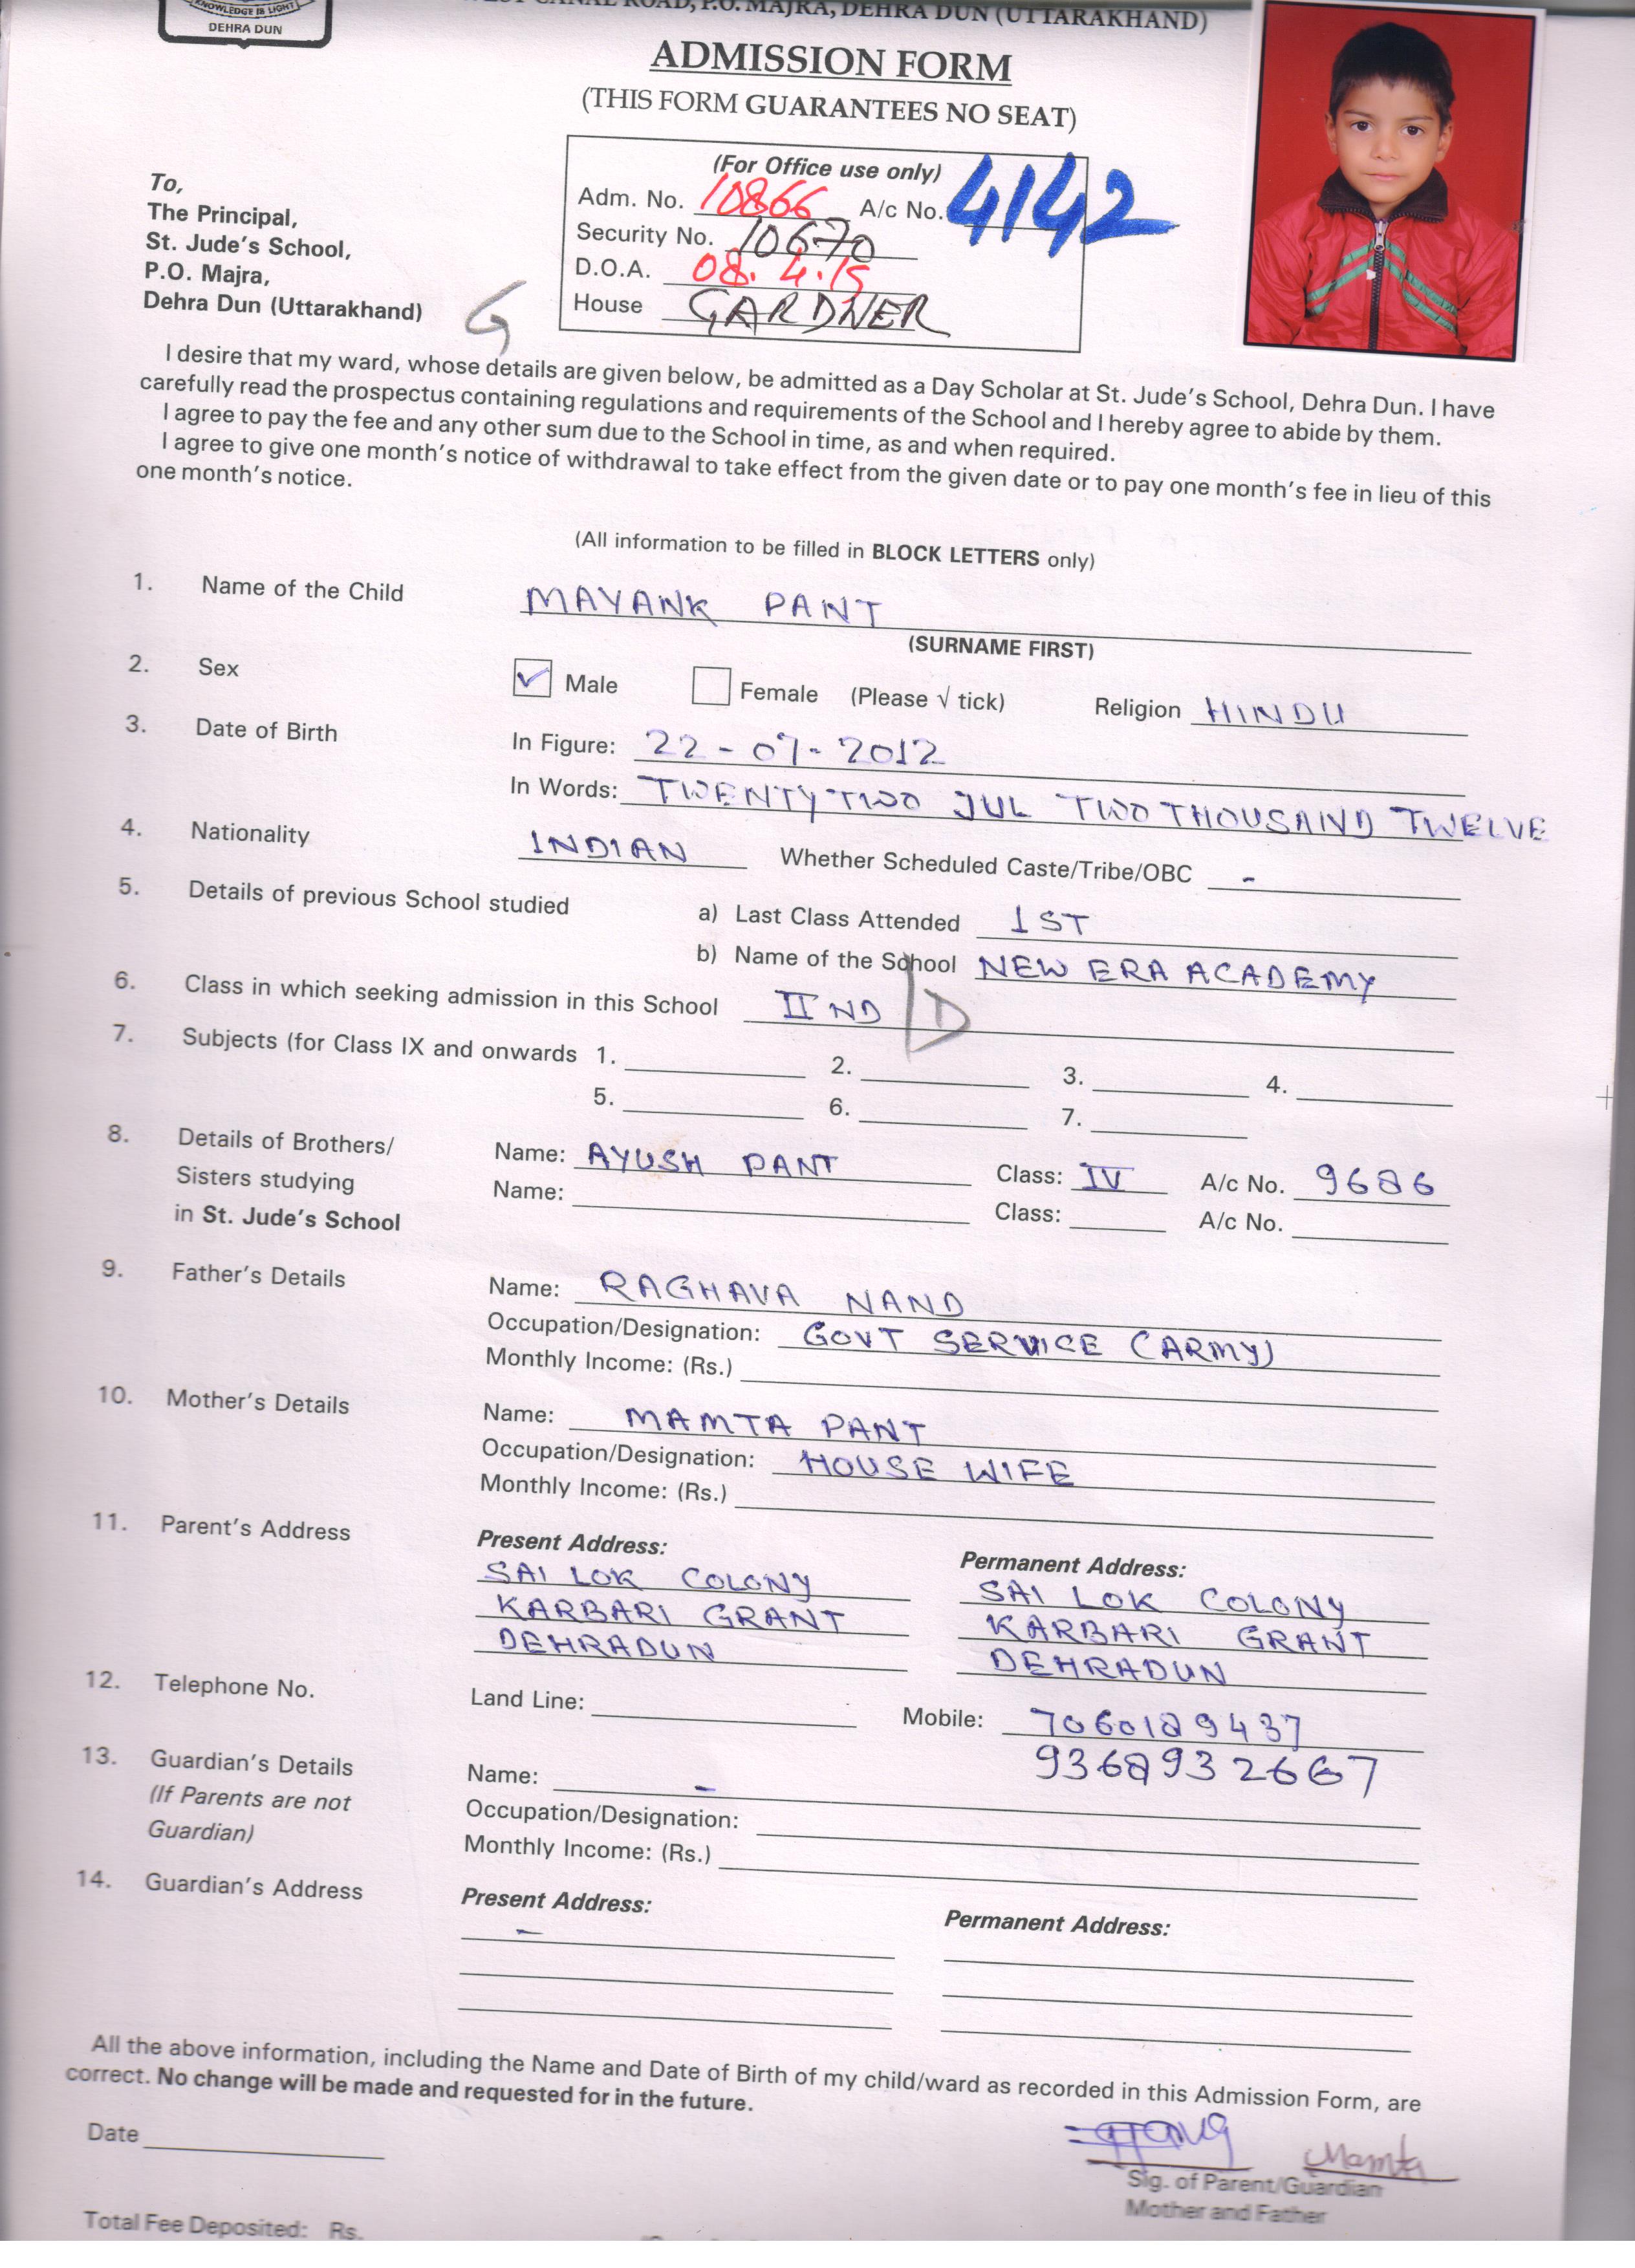 KNOWLEDGE IS LIGHT
DEHRA DUN
WEST CANAL ROAD, P.O. MAJRA, DEHRA DUN (UTTARAKHAND)
ADMISSION FORM
(THIS FORM GUARANTEES NO SEAT)
To,
The Principal,
St. Jude's School,
P.O. Majra,
Dehra Dun (Uttarakhand)
G
(For Office use only)
Adm. No. 10866 A/c No. 4142
Security No. 10670
D.O.A. 08.4.19
House GARDNER
I desire that my ward, whose details are given below, be admitted as a Day Scholar at St. Jude's School, Dehra Dun. I have
carefully read the prospectus containing regulations and requirements of the School and I hereby agree to abide by them.
I agree to pay the fee and any other sum due to the School in time, as and when required.
I agree to give one month's notice of withdrawal to take effect from the given date or to pay one month's fee in lieu of this
one month's notice.
(All information to be filled in BLOCK LETTERS only)
1. Name of the Child MAYANK PANT
(SURNAME FIRST)
2. Sex ✓ Male Female (Please √ tick) Religion HINDU
3. Date of Birth In Figure: 22-07-2012
In Words: TWENTY TWO JUL TWO THOUSAND TWELVE
4. Nationality INDIAN Whether Scheduled Caste/Tribe/OBC -
5. Details of previous School studied a) Last Class Attended 1ST
b) Name of the School NEW ERA ACADEMY
6. Class in which seeking admission in this School II ND / D
7. Subjects (for Class IX and onwards 1. 2. 3. 4.
5. 6. 7.
8. Details of Brothers/ Name: AYUSH PANT Class: IV A/c No. 9686
Sisters studying Name: Class: A/c No.
in St. Jude's School
9. Father's Details Name: RAGHAVA NAND
Occupation/Designation: GOVT SERVICE (ARMY)
Monthly Income: (Rs.)
10. Mother's Details Name: MAMTA PANT
Occupation/Designation: HOUSE WIFE
Monthly Income: (Rs.)
11. Parent's Address Present Address: Permanent Address:
SAI LOK COLONY SAI LOK COLONY
KARBARI GRANT KARBARI GRANT
DEHRADUN DEHRADUN
12. Telephone No. Land Line: Mobile: 7060189437
9368932667
13. Guardian's Details Name: -
(If Parents are not Occupation/Designation:
Guardian) Monthly Income: (Rs.)
14. Guardian's Address Present Address: Permanent Address:
-
All the above information, including the Name and Date of Birth of my child/ward as recorded in this Admission Form, are
correct. No change will be made and requested for in the future.
Date
Mamta
Sig. of Parent/Guardian
Mother and Father
Total Fee Deposited: Rs.